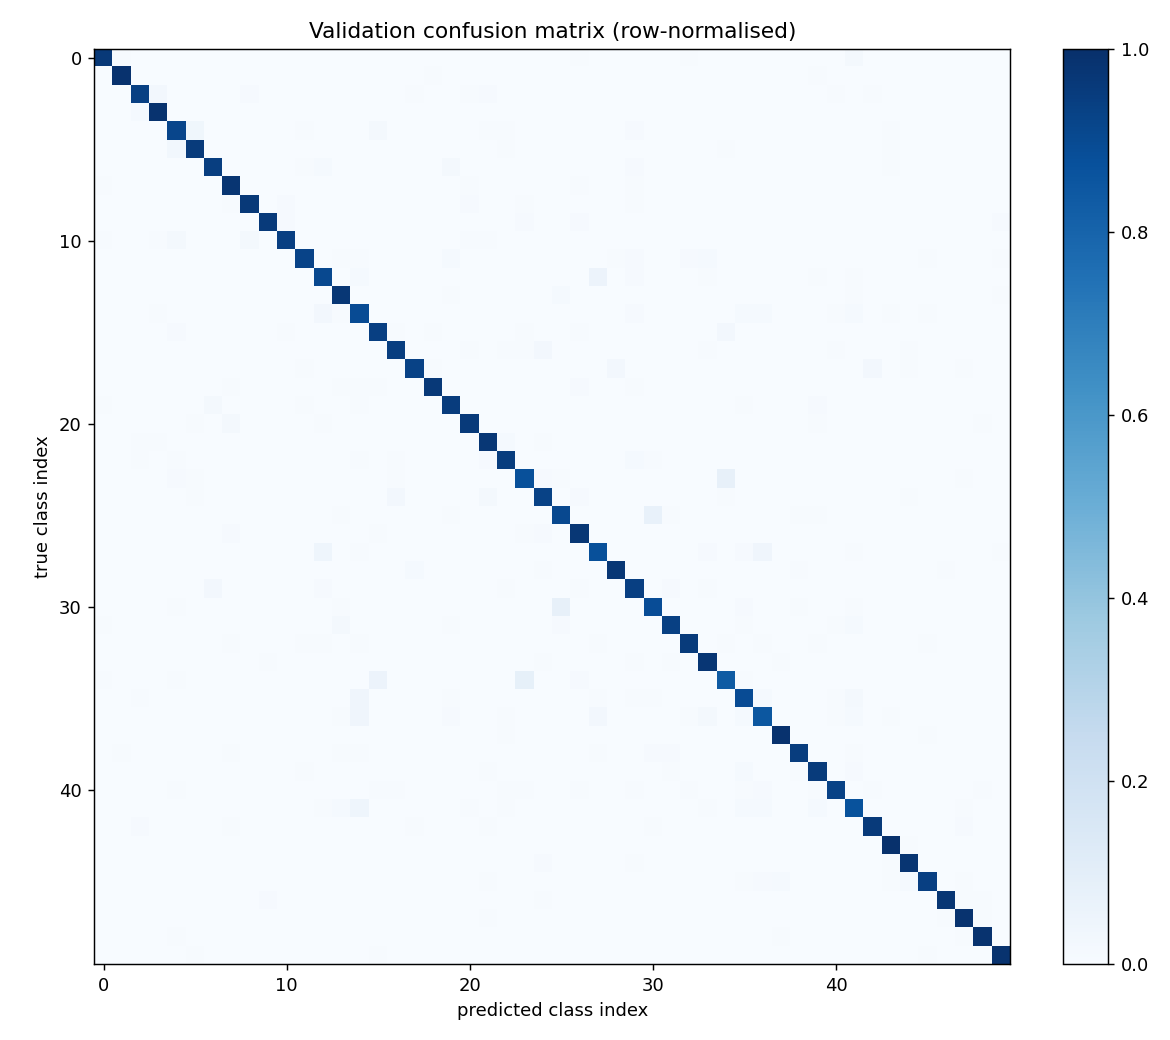 Validation confusion matrix (row-normalised)
0
10
20
30
40
true class index
0 10 20 30 40
predicted class index
1.0
0.8
0.6
0.4
0.2
0.0